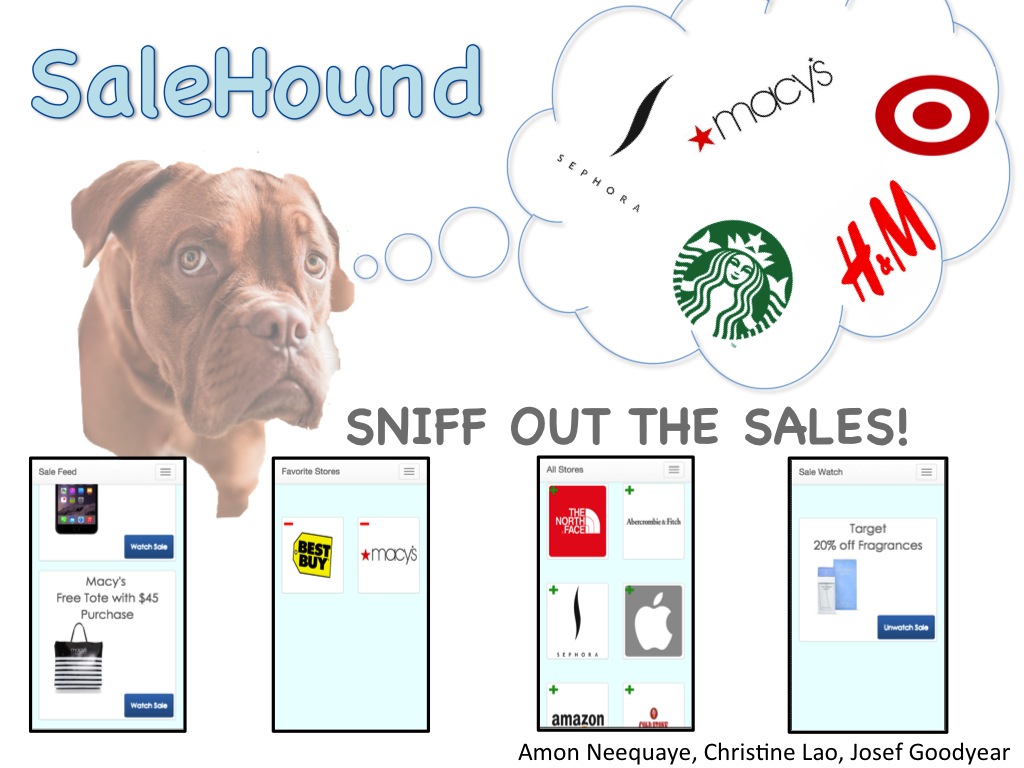 SaleHound
SEPHORA
macy's
H&M
SNIFF OUT THE SALES!
Sale Feed
Watch Sale
Macy's
Free Tote with $45
Purchase
Watch Sale
Favorite Stores
BEST
BUY
macy's
All Stores
THE
NORTH
FACE
Abercrombie & Fitch
SEPHORA
amazon
Sale Watch
Target
20% off Fragrances
Unwatch Sale
Amon Neequaye, Christine Lao, Josef Goodyear